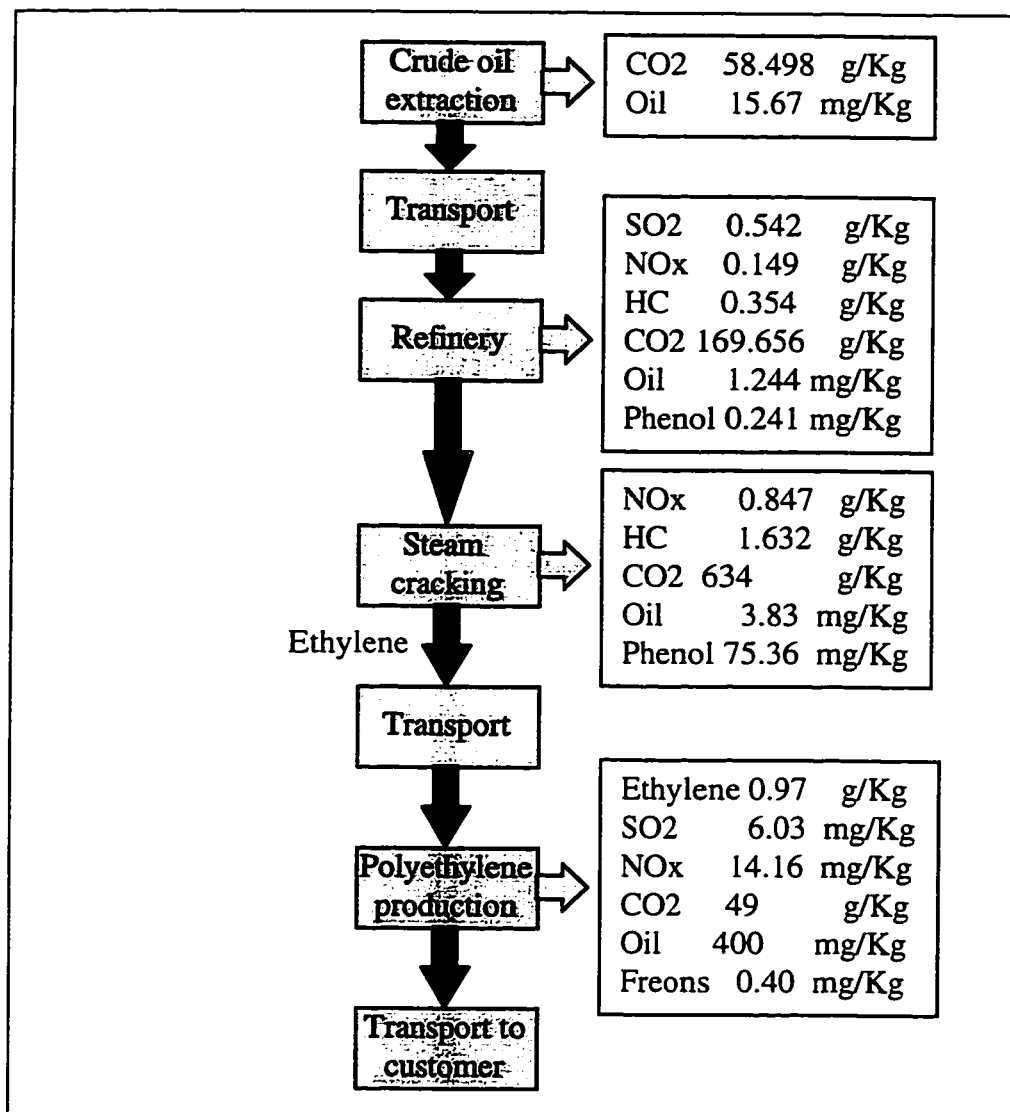 Crude oil
extraction
CO2 58.498 g/Kg
Oil 15.67 mg/Kg
Transport
Refinery
SO2 0.542 g/Kg
NOx 0.149 g/Kg
HC 0.354 g/Kg
CO2 169.656 g/Kg
Oil 1.244 mg/Kg
Phenol 0.241 mg/Kg
Steam
cracking
NOx 0.847 g/Kg
HC 1.632 g/Kg
CO2 634 g/Kg
Oil 3.83 mg/Kg
Phenol 75.36 mg/Kg
Ethylene
Transport
Polyethylene
production
Ethylene 0.97 g/Kg
SO2 6.03 mg/Kg
NOx 14.16 mg/Kg
CO2 49 g/Kg
Oil 400 mg/Kg
Freons 0.40 mg/Kg
Transport to
customer